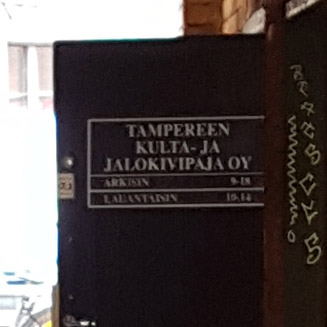 TAMPEREEN
KULTA- JA
JALOKIVIPAJA OY
ARKISIN 9-18
LAUANTAISIN 10-14